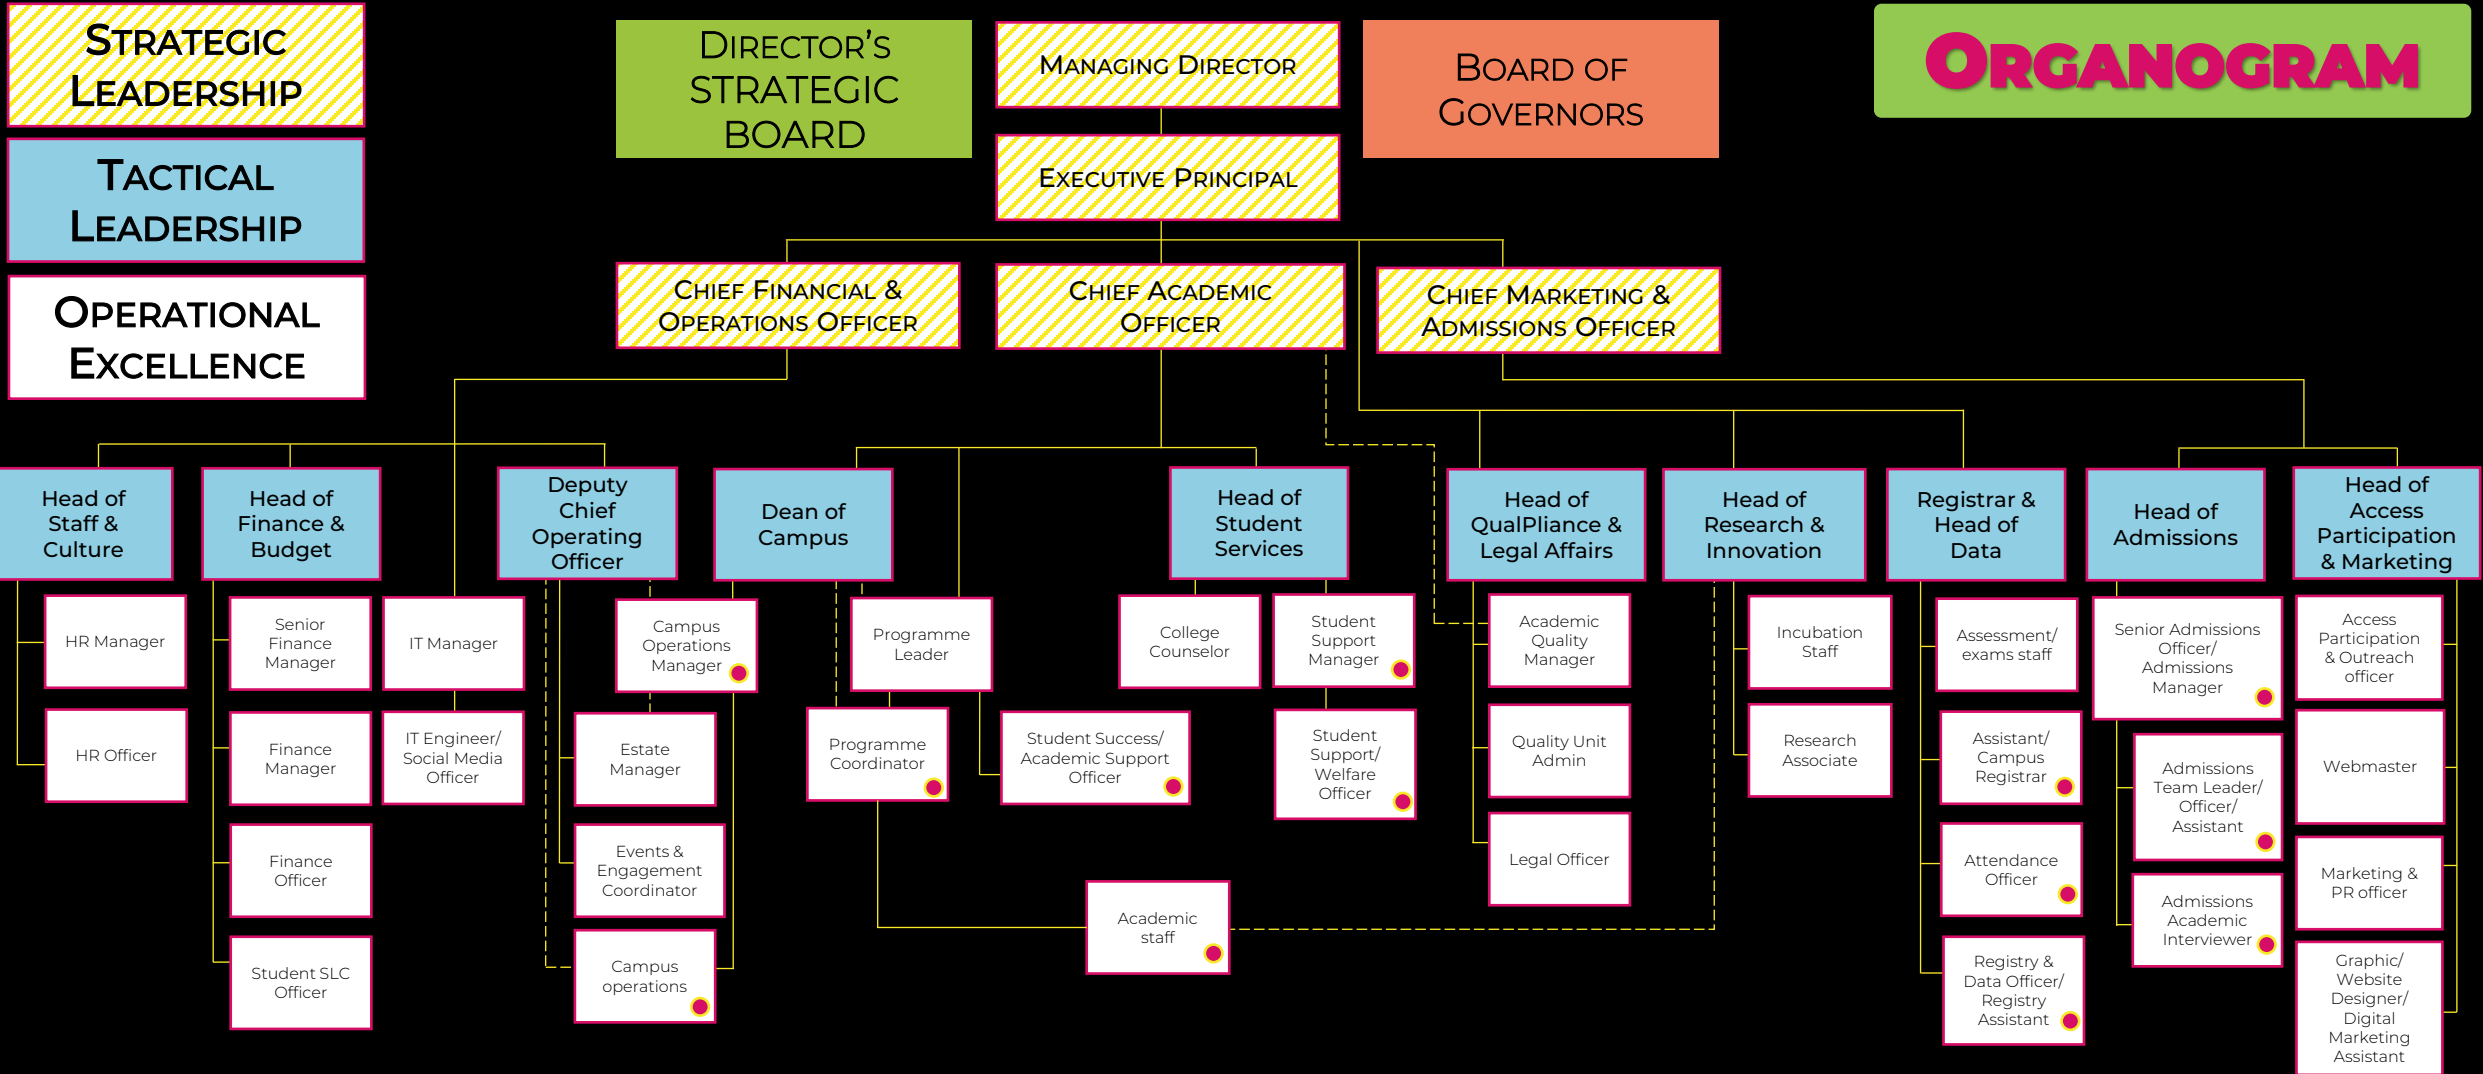 STRATEGIC
LEADERSHIP
TACTICAL
LEADERSHIP
OPERATIONAL
EXCELLENCE
DIRECTOR'S
STRATEGIC
BOARD
MANAGING DIRECTOR
EXECUTIVE PRINCIPAL
BOARD OF
GOVERNORS
ORGANOGRAM
CHIEF FINANCIAL &
OPERATIONS OFFICER
CHIEF ACADEMIC
OFFICER
CHIEF MARKETING &
ADMISSIONS OFFICER
Head of
Staff &
Culture
Head of
Finance &
Budget
Deputy
Chief
Operating
Officer
Dean of
Campus
Head of
Student
Services
Head of
QualPliance &
Legal Affairs
Head of
Research &
Innovation
Registrar &
Head of
Data
Head of
Admissions
Head of
Access
Participation
& Marketing
HR Manager
HR Officer
Senior
Finance
Manager
Finance
Manager
Finance
Officer
Student SLC
Officer
IT Manager
IT Engineer/
Social Media
Officer
Campus
Operations
Manager
Estate
Manager
Events &
Engagement
Coordinator
Campus
operations
Programme
Leader
Programme
Coordinator
Student Success/
Academic Support
Officer
Academic
staff
College
Counselor
Student
Support
Manager
Student
Support/
Welfare
Officer
Academic
Quality
Manager
Quality Unit
Admin
Legal Officer
Incubation
Staff
Research
Associate
Assessment/
exams staff
Assistant/
Campus
Registrar
Attendance
Officer
Registry &
Data Officer/
Registry
Assistant
Senior Admissions
Officer/
Admissions
Manager
Admissions
Team Leader/
Officer/
Assistant
Admissions
Academic
Interviewer
Access
Participation
& Outreach
officer
Webmaster
Marketing &
PR officer
Graphic/
Website
Designer/
Digital
Marketing
Assistant